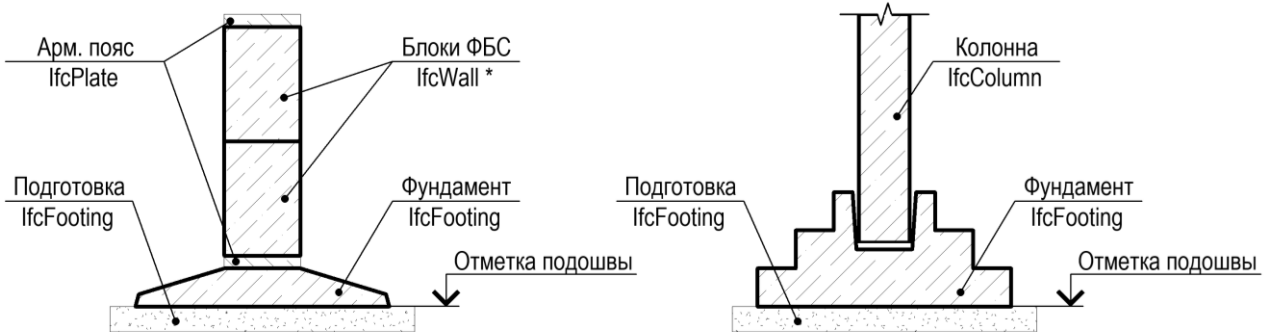 Арм. пояс
IfcPlate
Блоки ФБС
IfcWall *
Подготовка
IfcFooting
Фундамент
IfcFooting
Отметка подошвы
Колонна
IfcColumn
Подготовка
IfcFooting
Фундамент
IfcFooting
Отметка подошвы